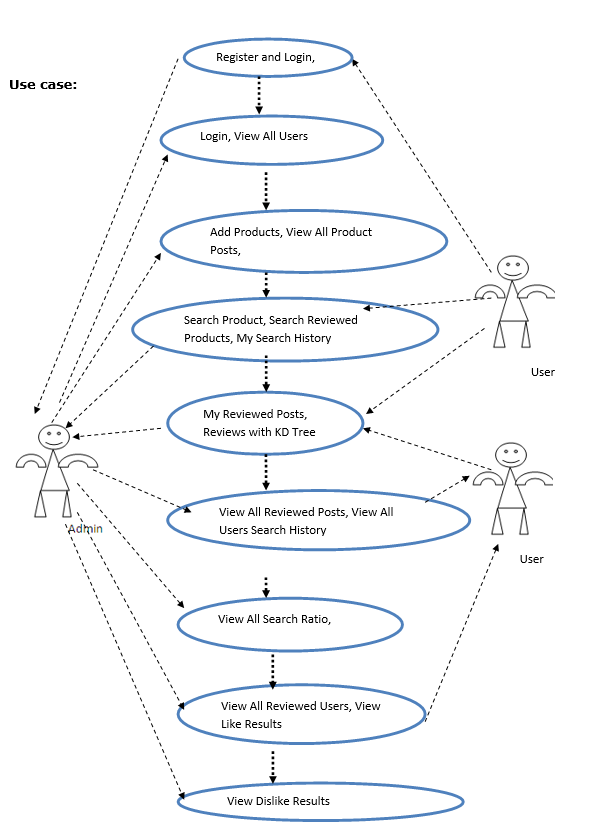 Register and Login,
Use case:
Login, View All Users
Add Products, View All Product
Posts,
Search Product, Search Reviewed
Products, My Search History
User
My Reviewed Posts,
Reviews with KD Tree
View All Reviewed Posts, View All
Users Search History
Admin
User
View All Search Ratio,
View All Reviewed Users, View
Like Results
View Dislike Results